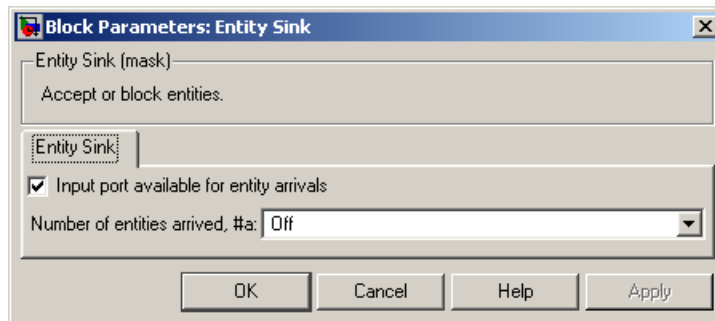 Block Parameters: Entity Sink
Entity Sink (mask)
Accept or block entities.
Entity Sink
Input port available for entity arrivals
Number of entities arrived, #a: Off
OK Cancel Help Apply